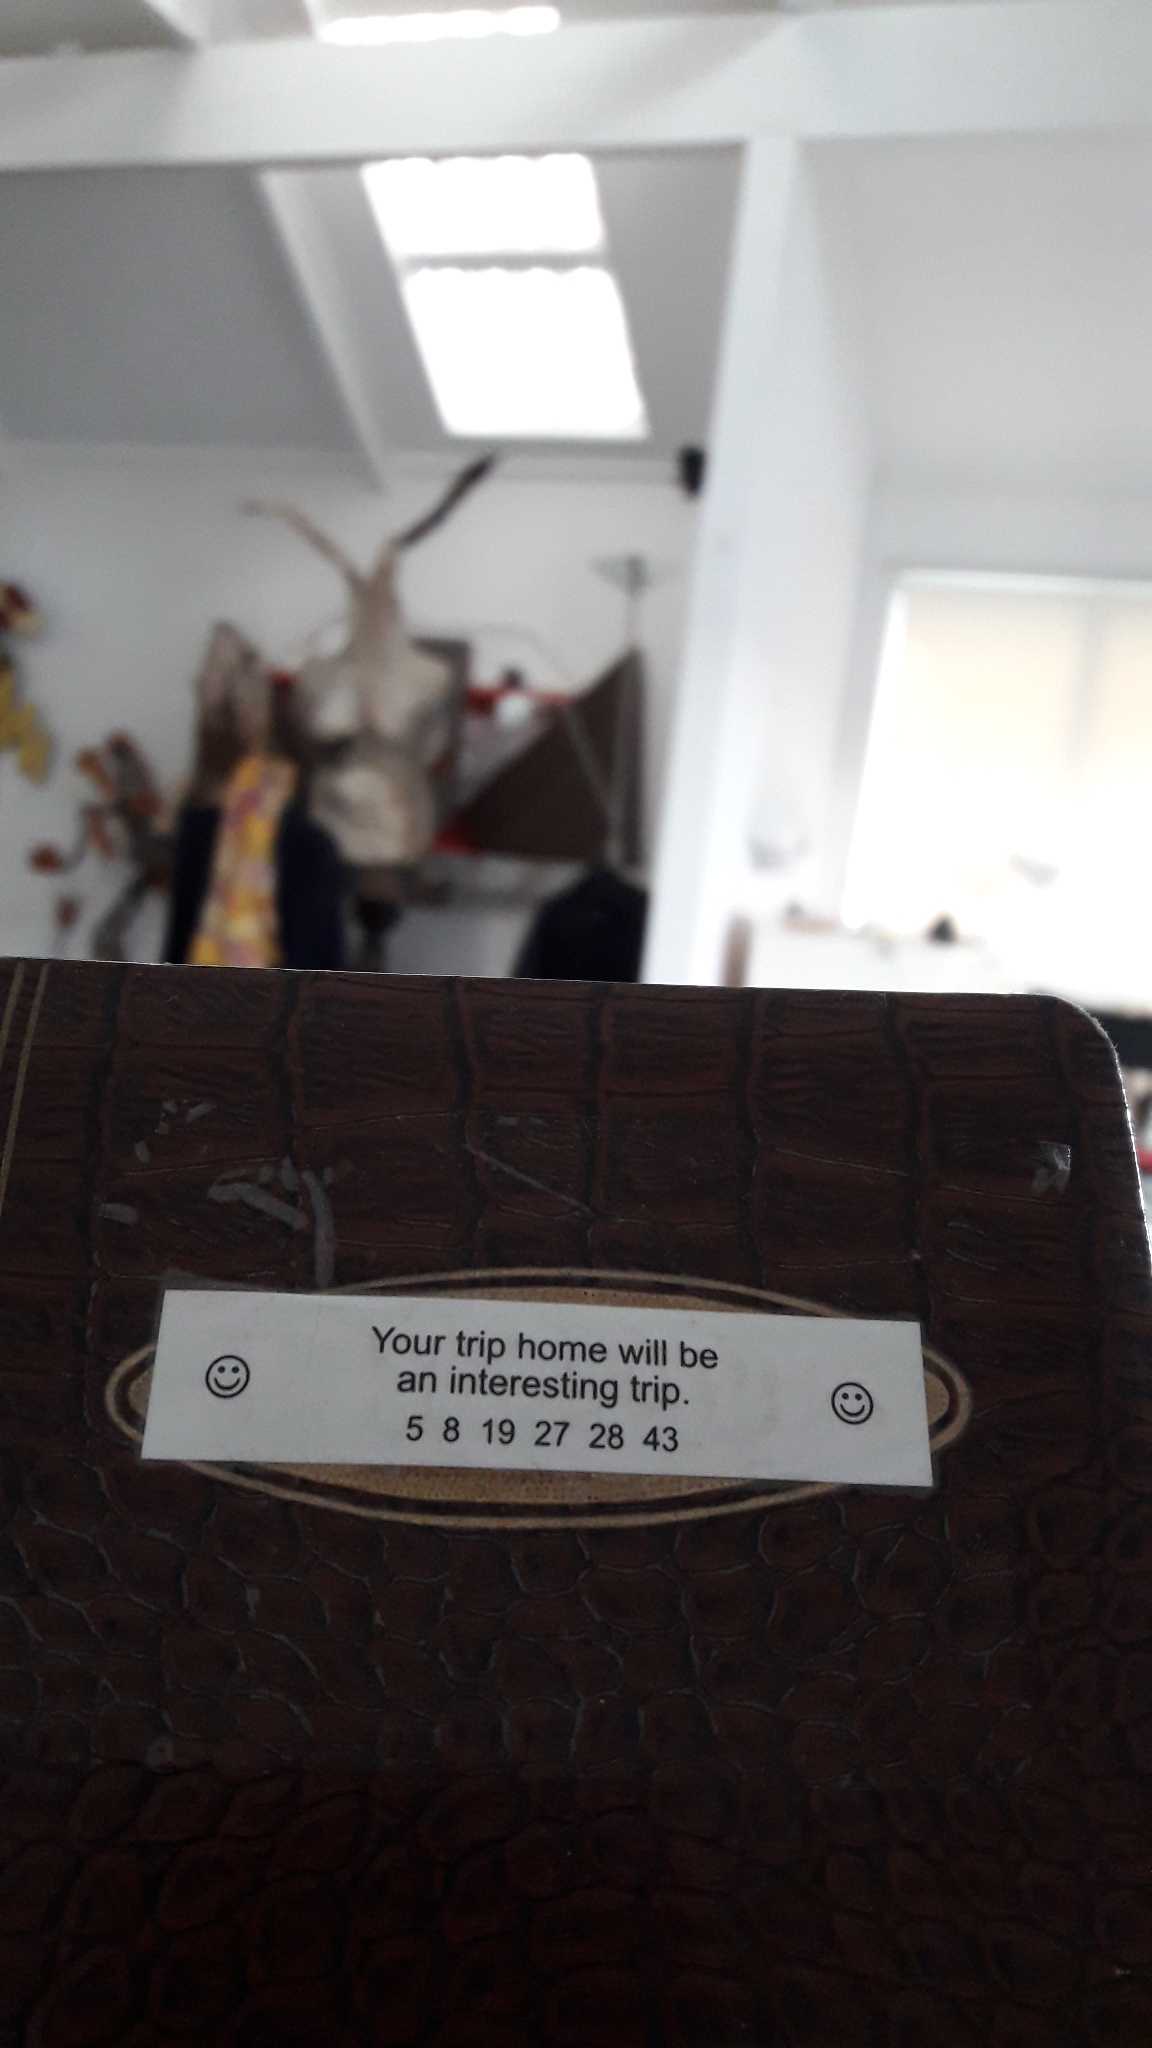 Your trip home will be
an interesting trip.
5 8 19 27 28 43